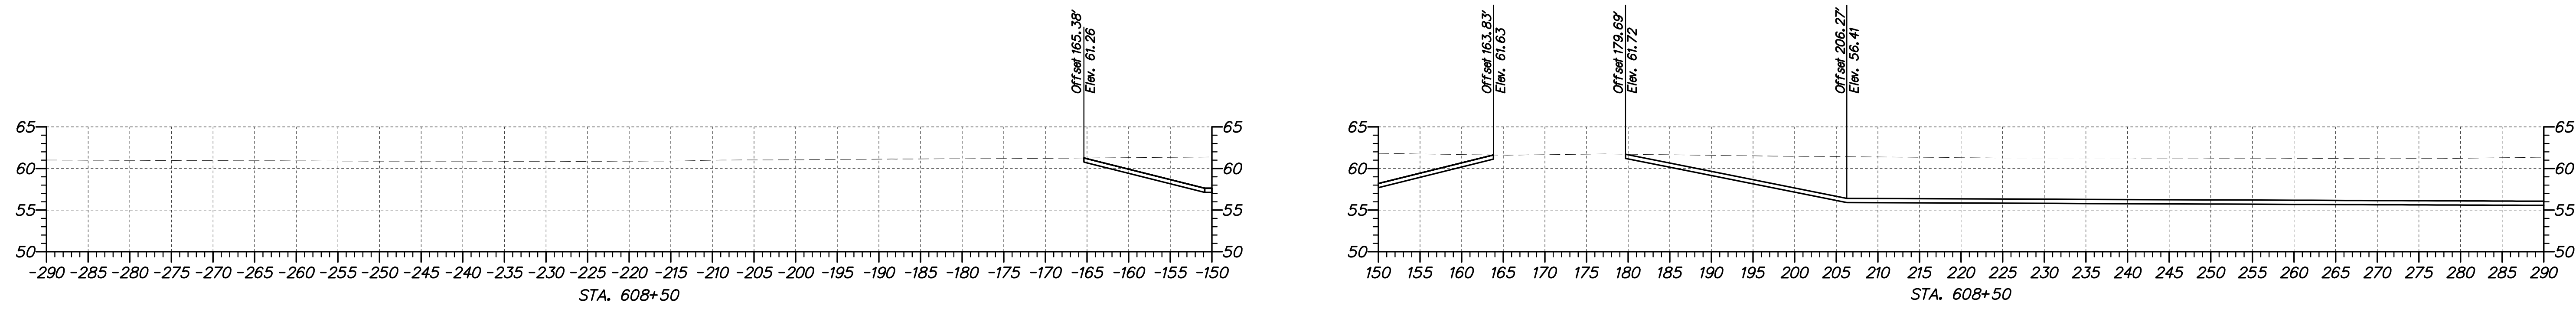 Offset 165.38'
Elev. 61.26
65 65
60 60
55 55
50 50
-290 -285 -280 -275 -270 -265 -260 -255 -250 -245 -240 -235 -230 -225 -220 -215 -210 -205 -200 -195 -190 -185 -180 -175 -170 -165 -160 -155 -150
STA. 608+50
Offset 163.83'
Elev. 61.63
Offset 179.69'
Elev. 61.72
Offset 206.27'
Elev. 56.41
65 65
60 60
55 55
50 50
150 155 160 165 170 175 180 185 190 195 200 205 210 215 220 225 230 235 240 245 250 255 260 265 270 275 280 285 290
STA. 608+50